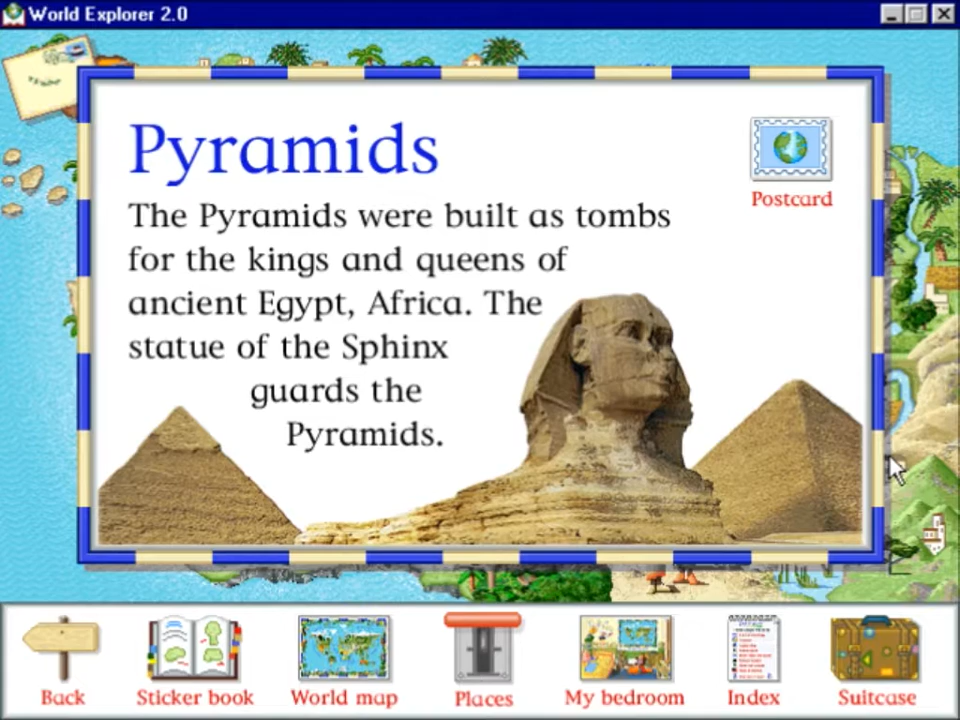 World Explorer 2.0
Pyramids
Postcard
The Pyramids were built as tombs
for the kings and queens of
ancient Egypt, Africa. The
statue of the Sphinx
guards the
Pyramids.
Back
Sticker book
World map
Places
My bedroom
Index
Suitcase